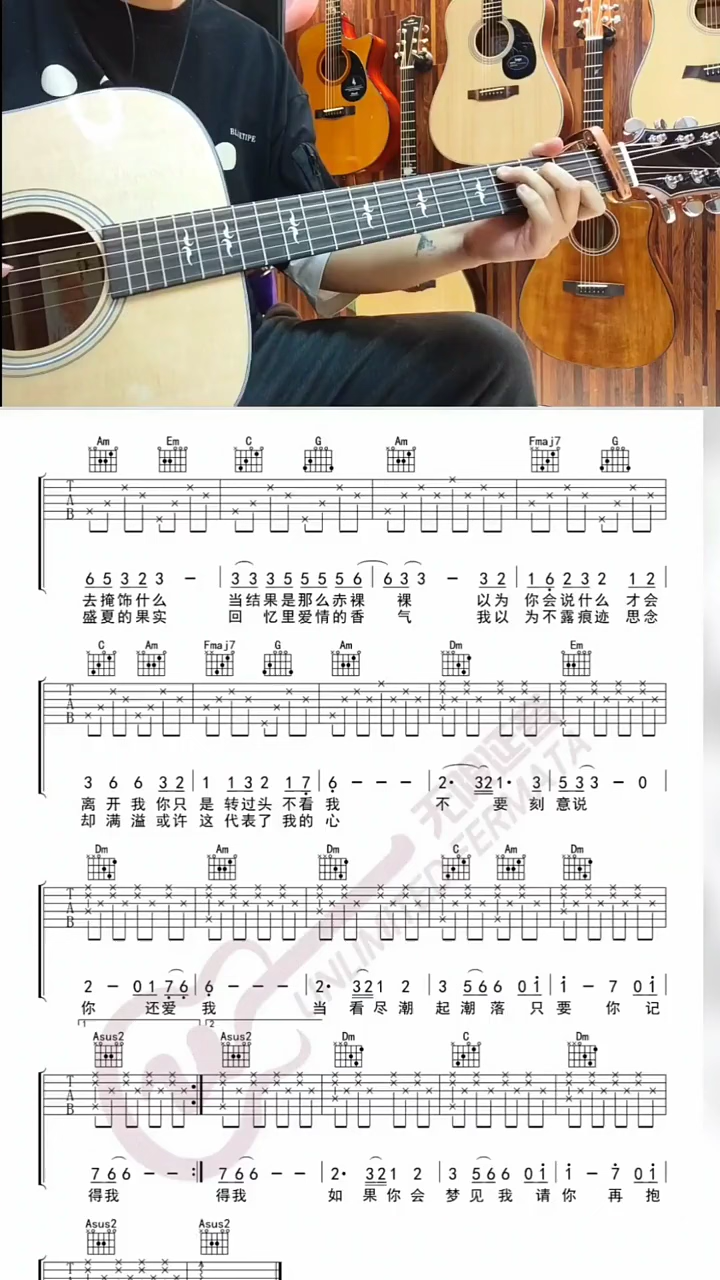 BLUETIPE
Am Em C G Am Fmaj7 G
T A B
6 5 3 2 3 － | 3 3 3 5 5 5 5 6 | 6 3 3 － 3 2 | 1 6 2 3 2 1 2 |
去掩饰什么 当结果是那么赤裸 裸 以为 你会说什么 才会
盛夏的果实 回 忆里爱情的香 气 我以 为不露痕迹 思念
C Am Fmaj7 G Am Dm Em
T A B
3 6 6 3 2 | 1 1 3 2 1 7 | 6 － － － | 2· 3 2 1· 3 | 5 3 3 － 0 |
离 开 我 你只 是 转过头 不看 我 不 要 刻 意说
却 满 溢 或许 这 代表了 我的 心
Dm Am Dm C Am Dm
T A B
2 － 0 1 7 6 | 6 － － － | 2· 3 2 1 2 | 3 5 6 6 0 i | i － 7 0 i |
你 还爱 我 当 看 尽 潮 起 潮 落 只 要 你 记
1 2
Asus2 Asus2 Dm C Dm
T A B
7 6 6 － － :| 7 6 6 － － | 2· 3 2 1 2 | 3 5 6 6 0 i | i － 7 0 i |
得我 得我 如 果 你 会 梦 见 我 请 你 再 抱
Asus2 Asus2
T
无限延音
UNLIMITED FERMATA